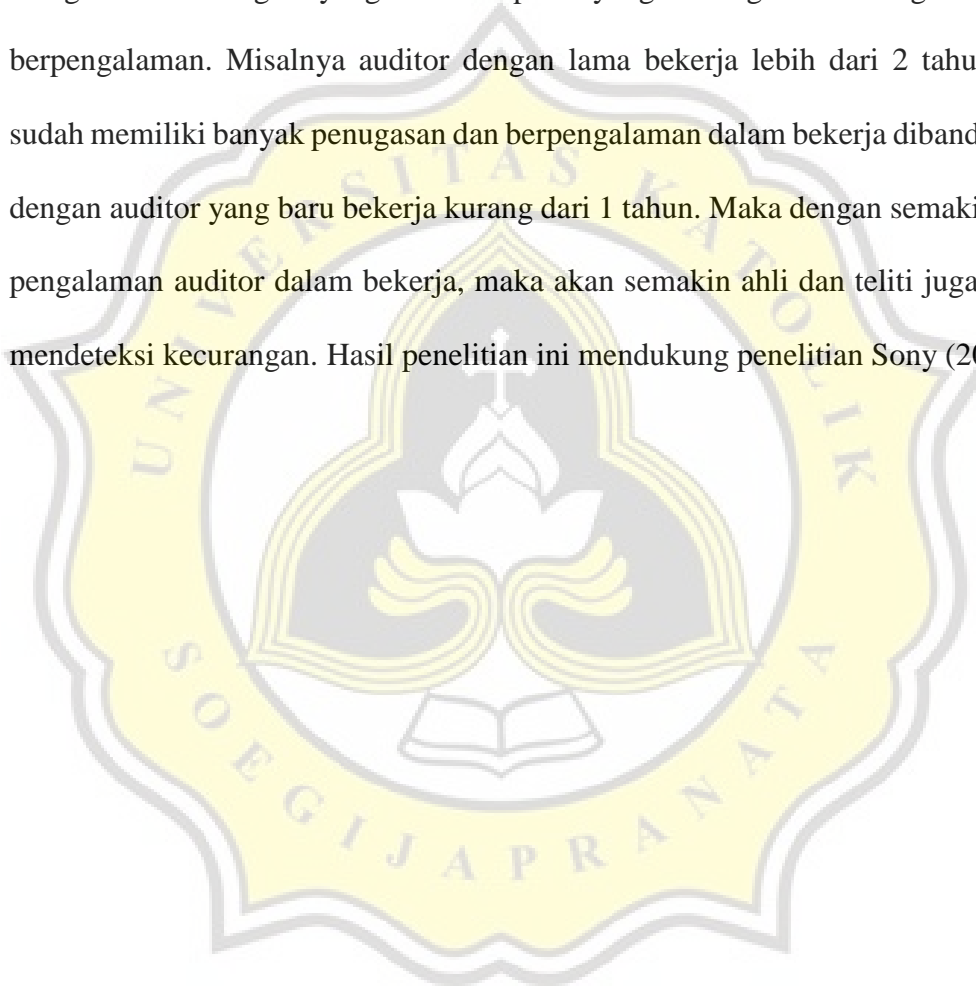 berpengalaman. Misalnya auditor dengan lama bekerja lebih dari 2 tahu
sudah memiliki banyak penugasan dan berpengalaman dalam bekerja diband
dengan auditor yang baru bekerja kurang dari 1 tahun. Maka dengan semaki
pengalaman auditor dalam bekerja, maka akan semakin ahli dan teliti juga
mendeteksi kecurangan. Hasil penelitian ini mendukung penelitian Sony (20
UNIVERSITAS KATOLIK
SOEGIJAPRANATA